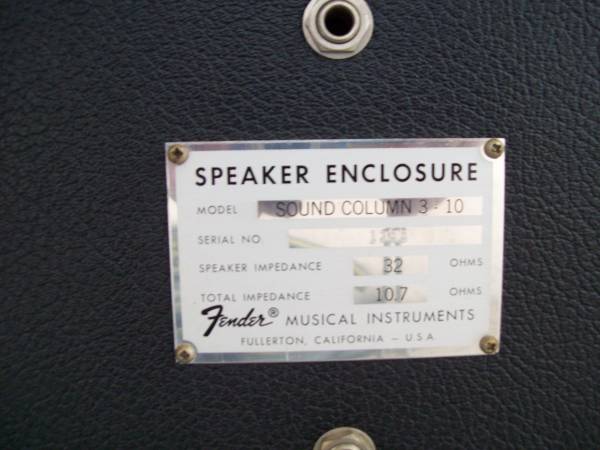 SPEAKER ENCLOSURE
MODEL SOUND COLUMN 3-10
SERIAL NO.
SPEAKER IMPEDANCE 32 OHMS
TOTAL IMPEDANCE 10.7 OHMS
Fender® MUSICAL INSTRUMENTS
FULLERTON, CALIFORNIA - U.S.A.